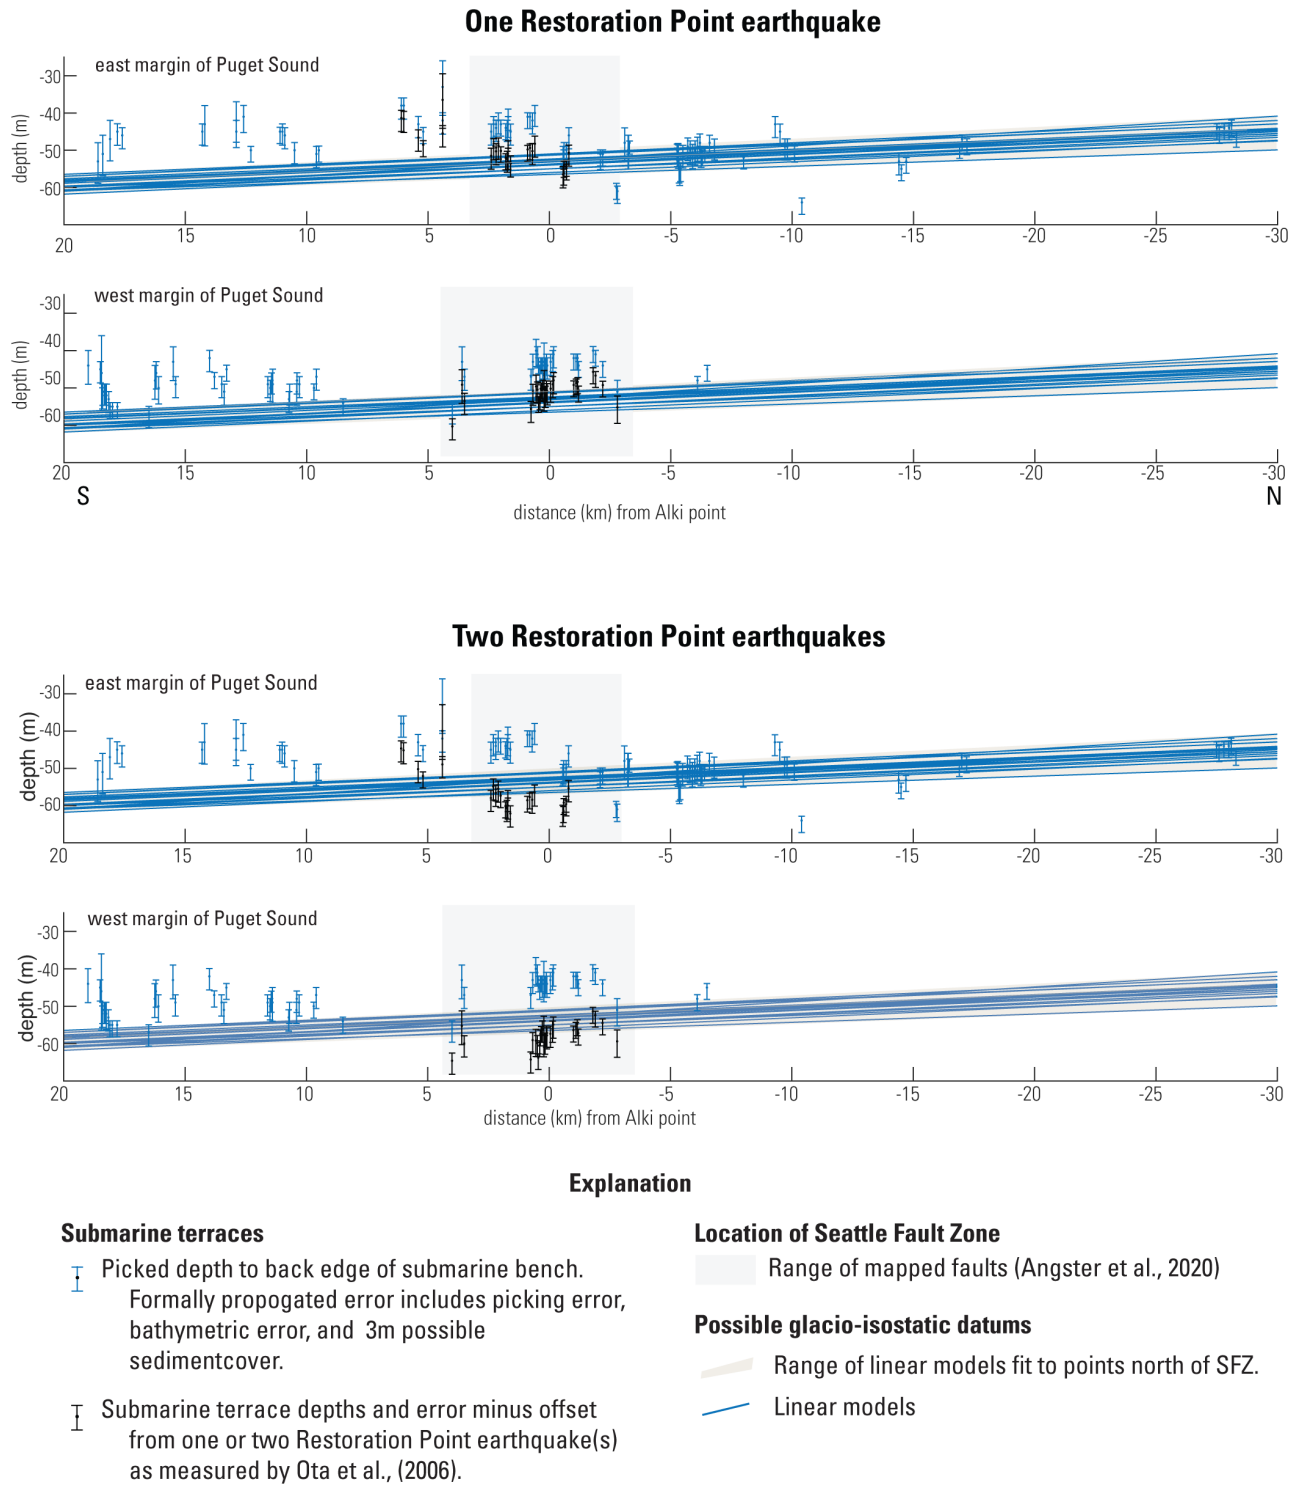 One Restoration Point earthquake
east margin of Puget Sound
depth (m)
-30
-40
-50
-60
20 15 10 5 0 -5 -10 -15 -20 -25 -30
west margin of Puget Sound
depth (m)
-30
-40
-50
-60
20 15 10 5 0 -5 -10 -15 -20 -25 -30
S N
distance (km) from Alki point
Two Restoration Point earthquakes
east margin of Puget Sound
depth (m)
-30
-40
-50
-60
20 15 10 5 0 -5 -10 -15 -20 -25 -30
west margin of Puget Sound
depth (m)
-30
-40
-50
-60
20 15 10 5 0 -5 -10 -15 -20 -25 -30
distance (km) from Alki point
Explanation
Submarine terraces
Picked depth to back edge of submarine bench.
Formally propogated error includes picking error,
bathymetric error, and 3m possible
sedimentcover.
Submarine terrace depths and error minus offset
from one or two Restoration Point earthquake(s)
as measured by Ota et al., (2006).
Location of Seattle Fault Zone
Range of mapped faults (Angster et al., 2020)
Possible glacio-isostatic datums
Range of linear models fit to points north of SFZ.
Linear models